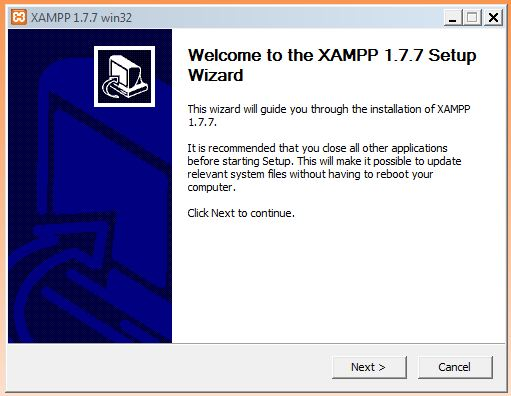 XAMPP 1.7.7 win32
Welcome to the XAMPP 1.7.7 Setup
Wizard
This wizard will guide you through the installation of XAMPP
1.7.7.
It is recommended that you close all other applications
before starting Setup. This will make it possible to update
relevant system files without having to reboot your
computer.
Click Next to continue.
Next >
Cancel